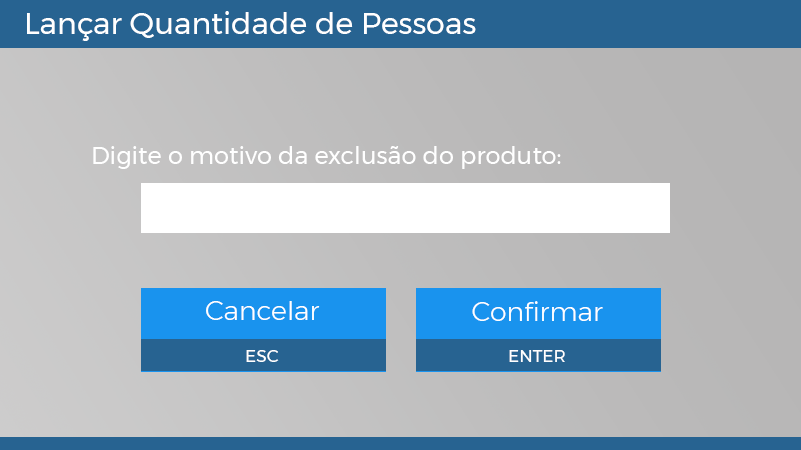 Lançar Quantidade de Pessoas
Digite o motivo da exclusão do produto:
Cancelar
Confirmar
ESC
ENTER